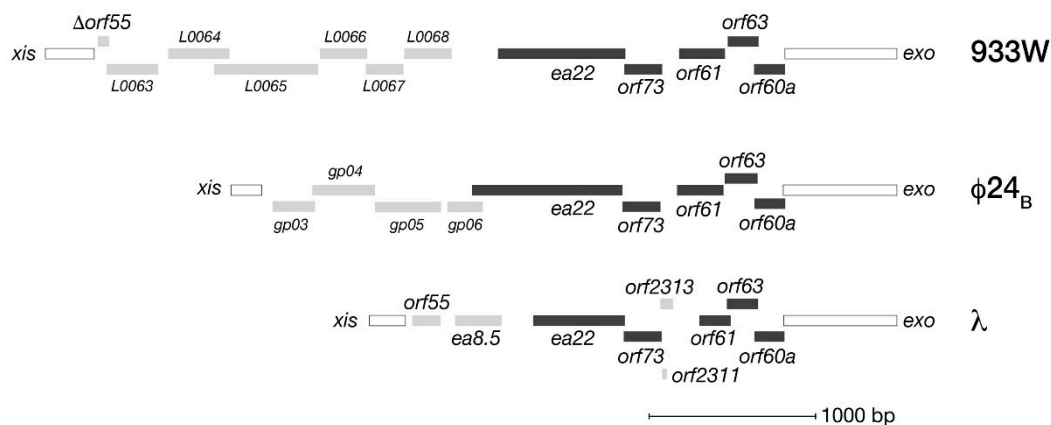 Δorf55 L0064 L0066 L0068 orf63
xis exo 933W
L0063 L0065 L0067 ea22 orf73 orf61 orf60a
gp04 orf63
xis exo ϕ24B
gp03 gp05 gp06 ea22 orf73 orf61 orf60a
orf55 orf2313 orf63
xis exo λ
ea8.5 ea22 orf73 orf61 orf60a
orf2311
1000 bp